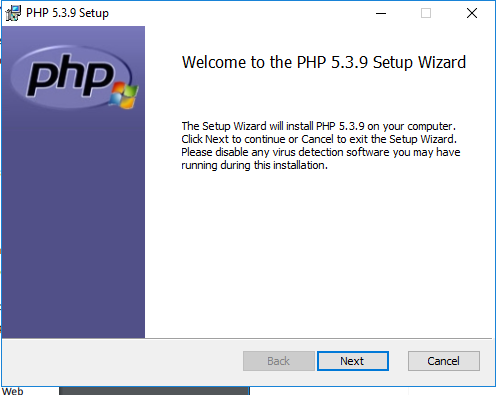 PHP 5.3.9 Setup
php
Welcome to the PHP 5.3.9 Setup Wizard
The Setup Wizard will install PHP 5.3.9 on your computer.
Click Next to continue or Cancel to exit the Setup Wizard.
Please disable any virus detection software you may have
running during this installation.
Back
Next
Cancel
Web